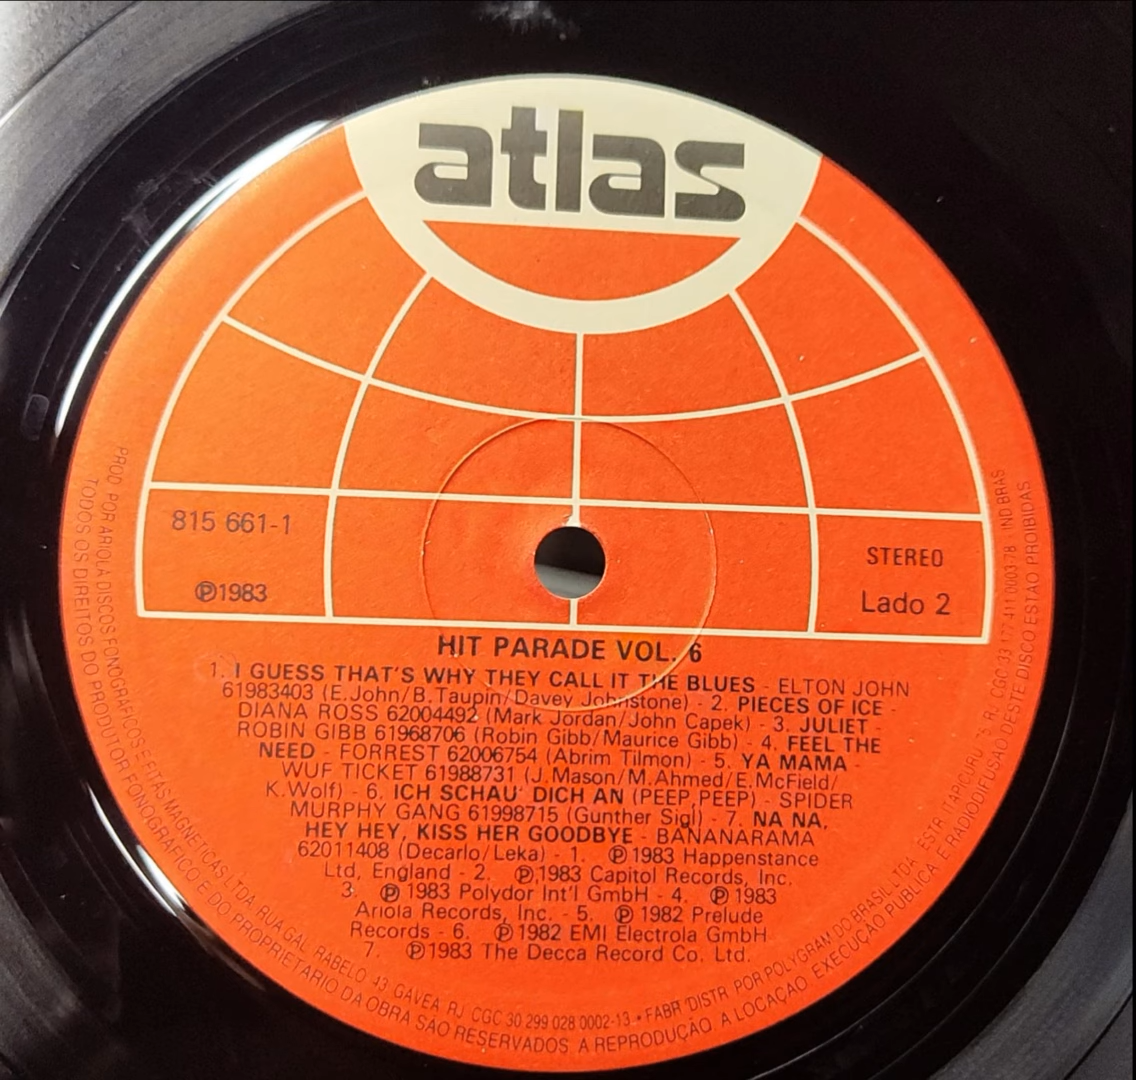 atlas
815 661-1
℗1983
STEREO
Lado 2
HIT PARADE VOL. 6
1. I GUESS THAT'S WHY THEY CALL IT THE BLUES - ELTON JOHN
61983403 (E.John/B.Taupin/Davey Johnstone) - 2. PIECES OF ICE -
DIANA ROSS 62004492 (Mark Jordan/John Capek) - 3. JULIET -
ROBIN GIBB 61968706 (Robin Gibb/Maurice Gibb) - 4. FEEL THE
NEED - FORREST 62006754 (Abrim Tilmon) - 5. YA MAMA -
WUF TICKET 61988731 (J.Mason/M.Ahmed/E.McField/
K.Wolf) - 6. ICH SCHAU' DICH AN (PEEP, PEEP) - SPIDER
MURPHY GANG 61998715 (Gunther Sigl) - 7. NA NA,
HEY HEY, KISS HER GOODBYE - BANANARAMA
62011408 (Decarlo/Leka) - 1. ℗1983 Happenstance
Ltd, England - 2. ℗1983 Capitol Records, Inc.
3. ℗ 1983 Polydor Int'l GmbH - 4. ℗ 1983
Ariola Records, Inc. - 5. ℗ 1982 Prelude
Records - 6. ℗1982 EMI Electrola GmbH
7. ℗1983 The Decca Record Co. Ltd.
PROD POR ARIOLA DISCOS FONOGRAFICOS E FITAS MAGNETICAS LTDA RUA GAL RABELO 43 GAVEA RJ CGC 30 299 028 0002-13 • FABR DISTR POR POLYGRAM DO BRASIL LTDA ESTR ITAPICURU 75 RJ CGC 33 177 411 0003-78 - IND BRAS
TODOS OS DIREITOS DO PRODUTOR FONOGRAFICO E DO PROPRIETARIO DA OBRA SÃO RESERVADOS A REPRODUÇÃO A LOCAÇÃO EXECUÇÃO PUBLICA E RADIODIFUSÃO DESTE DISCO ESTÃO PROIBIDAS